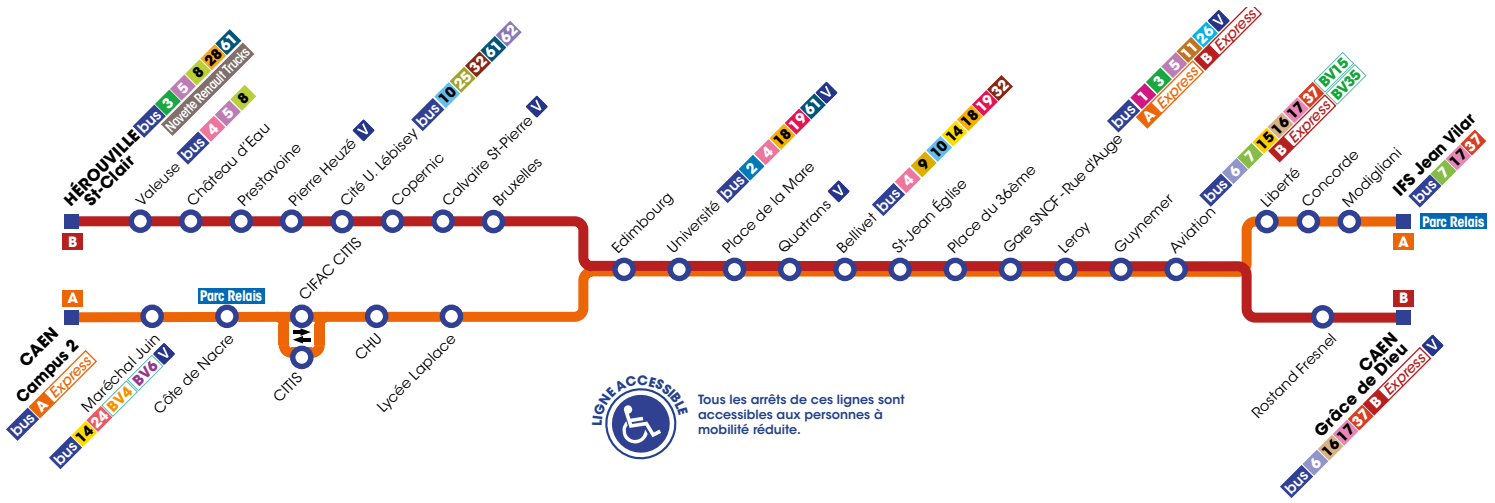 HÉROUVILLE
St-Clair
bus 3 5 8 28 61
Navette Renault Trucks
Valeuse
bus 4 5 8
Château d'Eau
Prestavoine
Pierre Heuzé V
Cité U. Lébisey
bus 10 25 32 61 62
Copernic
Calvaire St-Pierre V
Bruxelles
B
Edimbourg
Université
bus 2 4 18 19 61 V
Place de la Mare
Quatrans V
Bellivet
bus 4 9 10 14 18 19 32
St-Jean Église
Place du 36ème
Gare SNCF - Rue d'Auge
bus 1 3 5 11 26 V
A Express B Express
Leroy
Guynemer
Aviation
bus 6 7 15 16 17 37 BV15
B Express BV35
Liberté
Concorde
Modigliani
IFS Jean Vilar
bus 7 17 37
Parc Relais
A
A
CAEN
Campus 2
bus A Express
Maréchal Juin
bus 14 24 BV4 BV6 V
Parc Relais
Côte de Nacre
CIFAC CITIS
CITIS
CHU
Lycée Laplace
B
Rostand Fresnel
CAEN
Grâce de Dieu
bus 6 16 17 37 B Express V
LIGNE ACCESSIBLE
Tous les arrêts de ces lignes sont
accessibles aux personnes à
mobilité réduite.